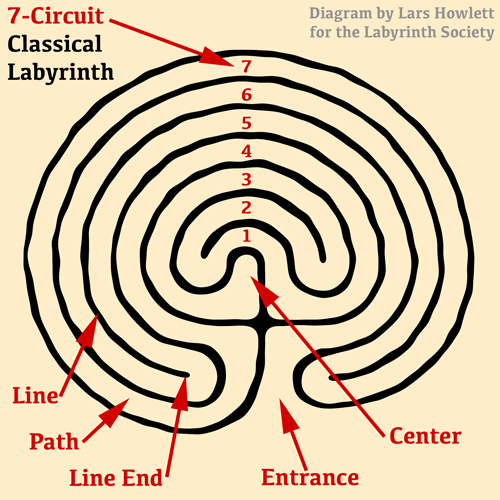 7-Circuit
Classical
Labyrinth
Diagram by Lars Howlett
for the Labyrinth Society
7
6
5
4
3
2
1
Line
Path
Line End
Entrance
Center